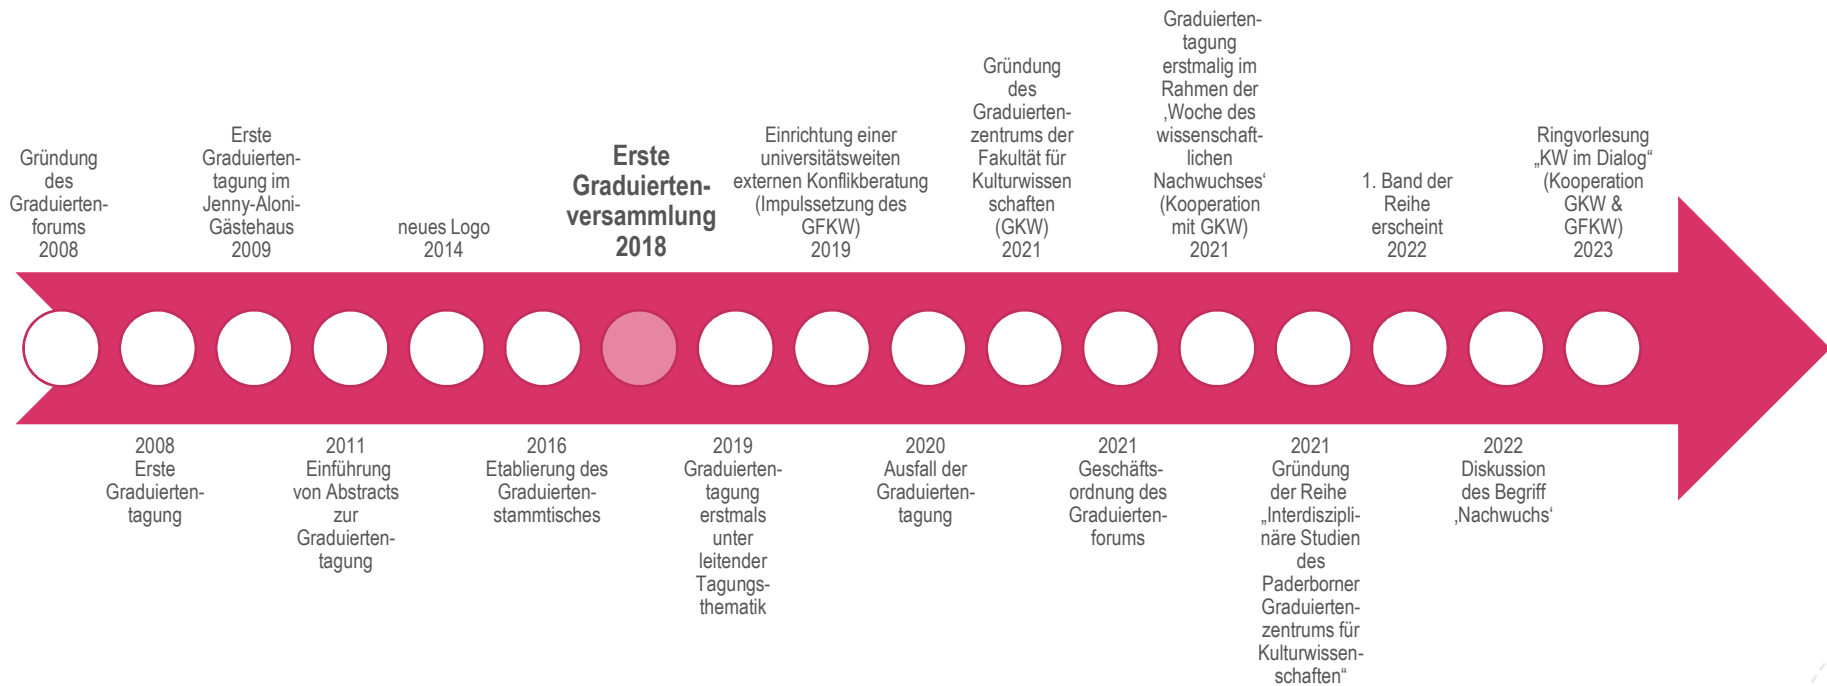 Gründung
des
Graduierten-
forums
2008
2008
Erste
Graduierten-
tagung
Erste
Graduierten-
tagung im
Jenny-Aloni-
Gästehaus
2009
2011
Einführung
von Abstracts
zur
Graduierten-
tagung
neues Logo
2014
2016
Etablierung des
Graduierten-
stammtisches
Erste
Graduierten-
versammlung
2018
2019
Graduierten-
tagung
erstmals
unter
leitender
Tagungs-
thematik
Einrichtung einer
universitätsweiten
externen Konflikberatung
(Impulssetzung des
GFKW)
2019
2020
Ausfall der
Graduierten-
tagung
Gründung
des
Graduierten-
zentrums der
Fakultät für
Kulturwissen
schaften
(GKW)
2021
2021
Geschäfts-
ordnung des
Graduierten-
forums
Graduierten-
tagung
erstmalig im
Rahmen der
‚Woche des
wissenschaft-
lichen
Nachwuchses‘
(Kooperation
mit GKW)
2021
2021
Gründung
der Reihe
„Interdiszipli-
näre Studien
des
Paderborner
Graduierten-
zentrums für
Kulturwissen-
schaften“
1. Band der
Reihe
erscheint
2022
2022
Diskussion
des Begriff
‚Nachwuchs‘
Ringvorlesung
„KW im Dialog“
(Kooperation
GKW &
GFKW)
2023